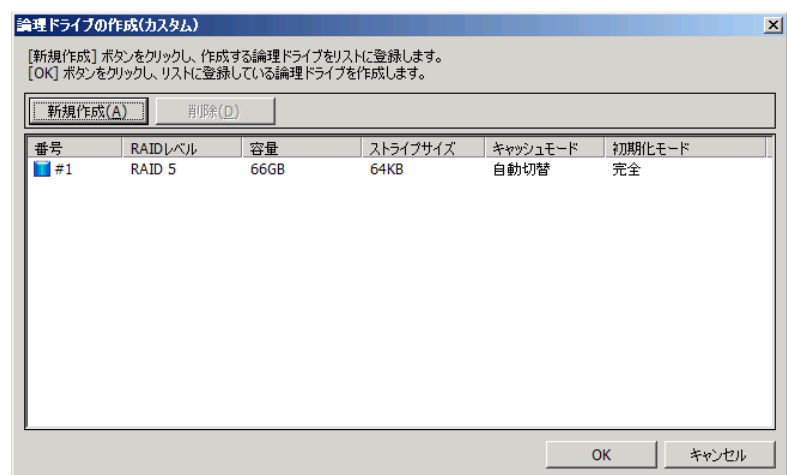 論理ドライブの作成(カスタム)
[新規作成] ボタンをクリックし、作成する論理ドライブをリストに登録します。
[OK] ボタンをクリックし、リストに登録している論理ドライブを作成します。
新規作成(A) 削除(D)
番号 RAIDレベル 容量 ストライプサイズ キャッシュモード 初期化モード
#1 RAID 5 66GB 64KB 自動切替 完全
OK キャンセル